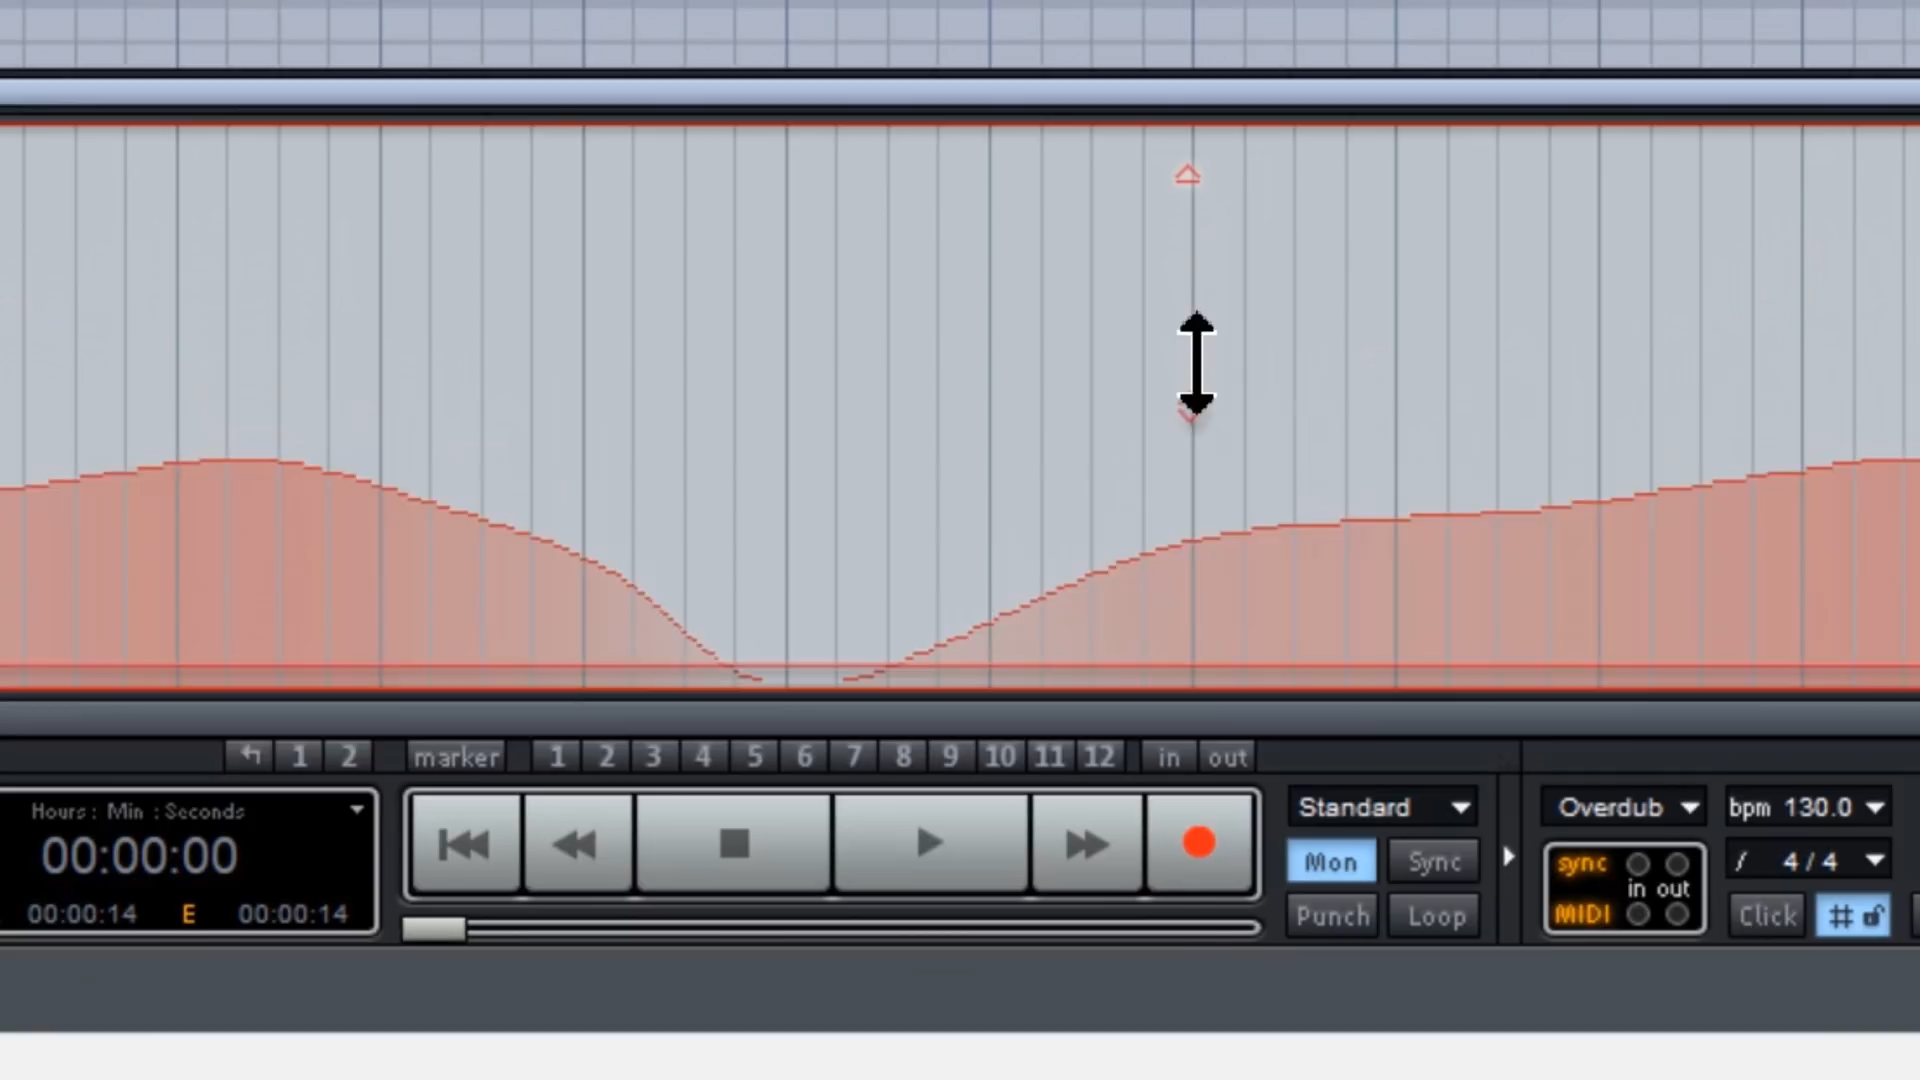 1 2 marker 1 2 3 4 5 6 7 8 9 10 11 12 in out
Hours : Min : Seconds
00:00:00
00:00:14 E 00:00:14
Standard
Mon Sync
Punch Loop
Overdub bpm 130.0
sync
in out
MIDI
/ 4 / 4
Click #